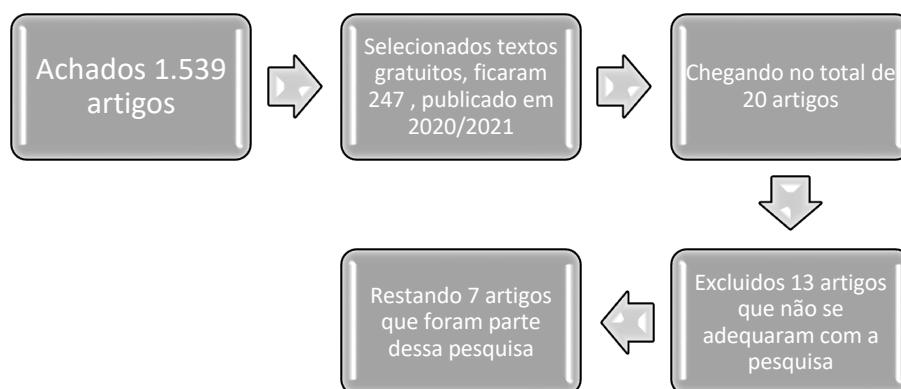 Achados 1.539
artigos
Selecionados textos
gratuitos, ficaram
247 , publicado em
2020/2021
Chegando no total de
20 artigos
Excluidos 13 artigos
que não se
adequaram com a
pesquisa
Restando 7 artigos
que foram parte
dessa pesquisa